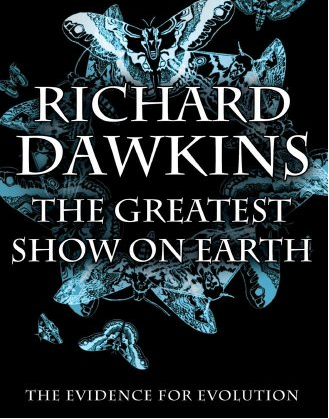 RICHARD
DAWKINS
THE GREATEST
SHOW ON EARTH
THE EVIDENCE FOR EVOLUTION